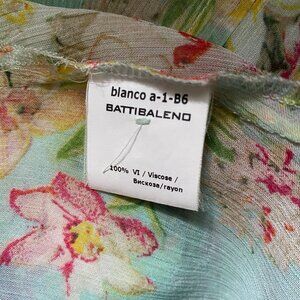 blanco a-1-B6
BATTIBALENO
100% VI / Viscose /
Вискоза/rayon